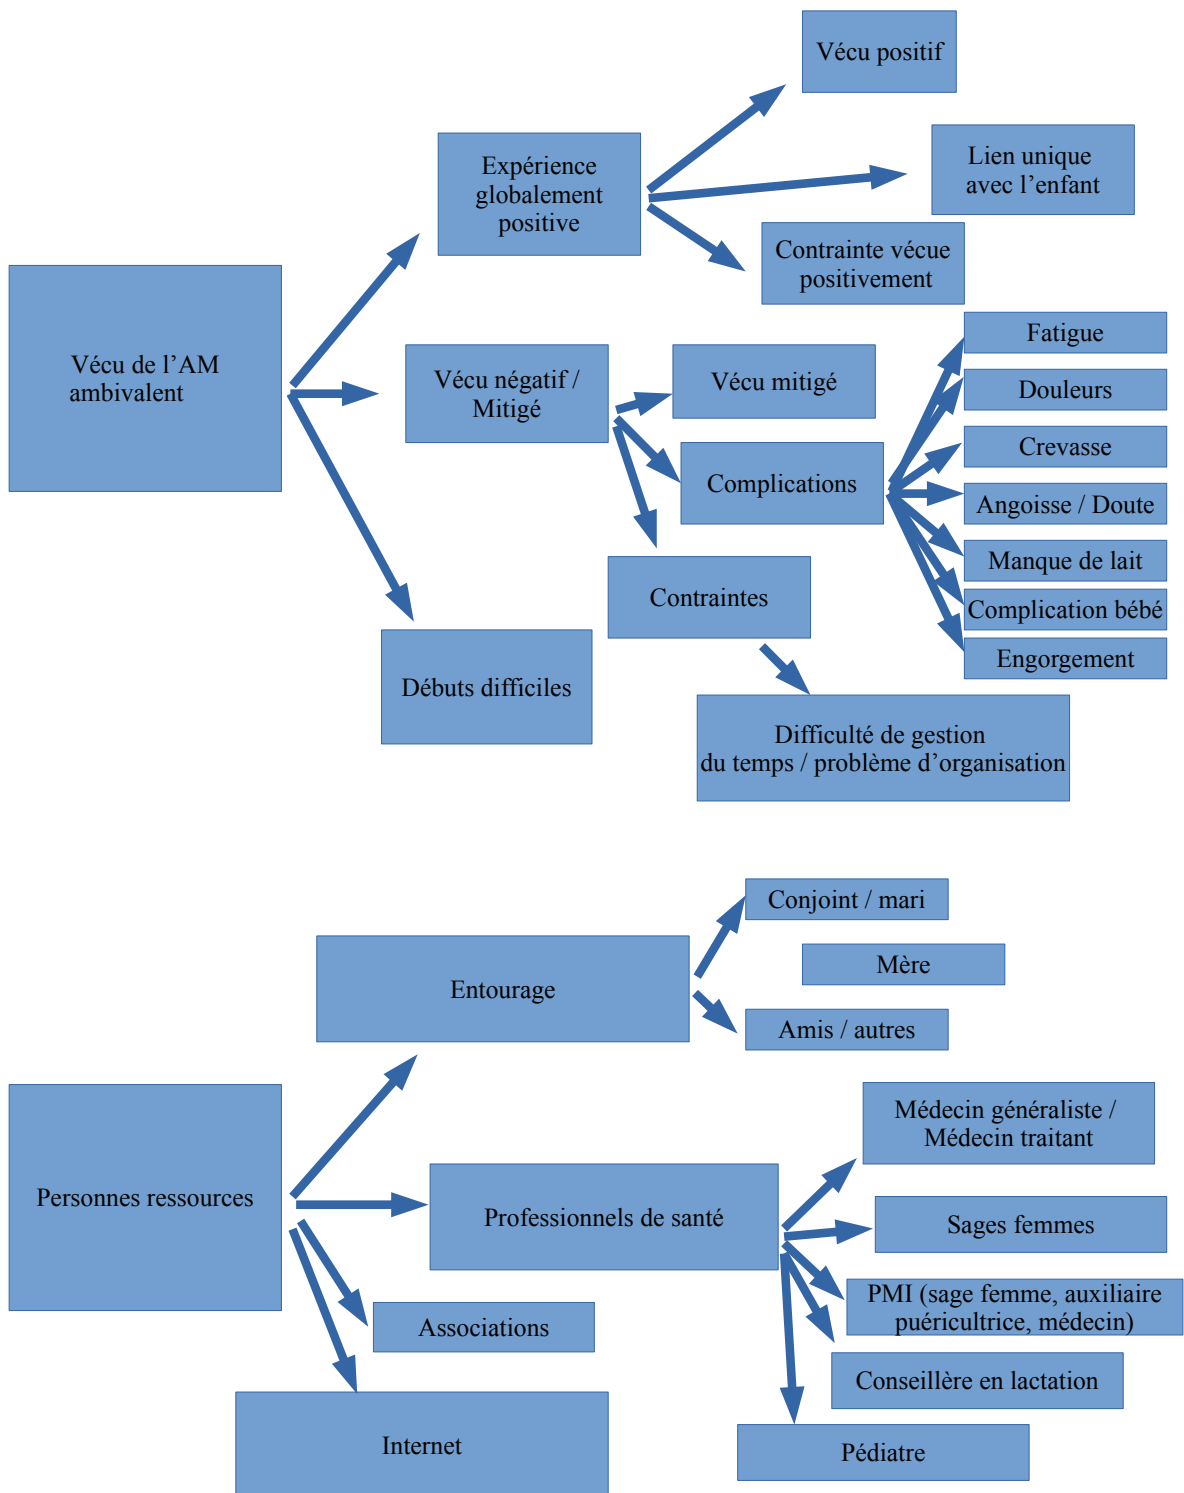 Vécu positif
Expérience
globalement
positive
Lien unique
avec l’enfant
Contrainte vécue
positivement
Vécu de l’AM
ambivalent
Vécu négatif /
Mitigé
Vécu mitigé
Complications
Fatigue
Douleurs
Crevasse
Angoisse / Doute
Manque de lait
Complication bébé
Engorgement
Contraintes
Débuts difficiles
Difficulté de gestion
du temps / problème d’organisation
Conjoint / mari
Entourage
Mère
Amis / autres
Personnes ressources
Professionnels de santé
Médecin généraliste /
Médecin traitant
Sages femmes
PMI (sage femme, auxiliaire
puéricultrice, médecin)
Associations
Conseillère en lactation
Internet
Pédiatre